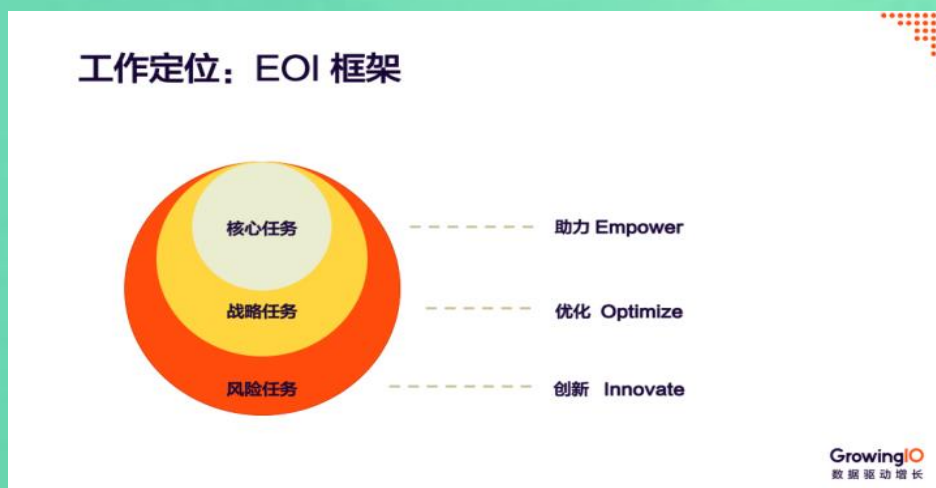 工作定位：EOI 框架
核心任务
助力 Empower
战略任务
优化 Optimize
风险任务
创新 Innovate
GrowingIO
数据驱动增长